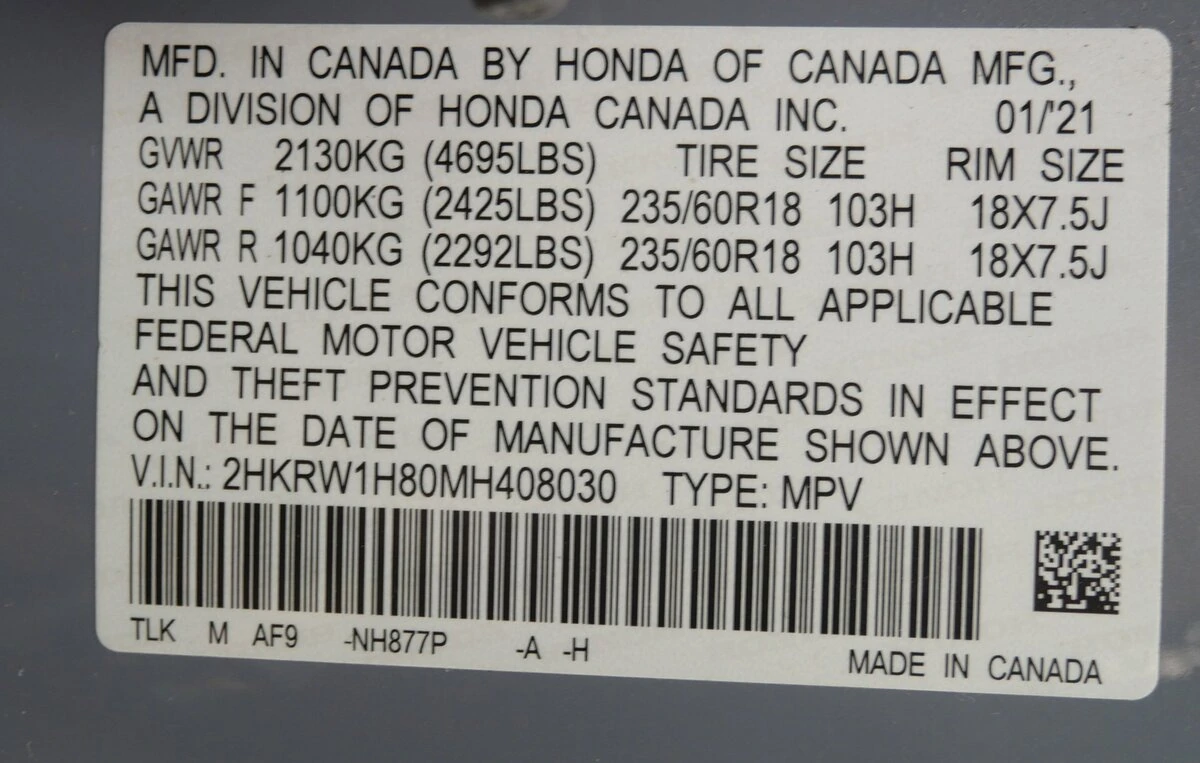 MFD. IN CANADA BY HONDA OF CANADA MFG.,
A DIVISION OF HONDA CANADA INC. 01/'21
GVWR 2130KG (4695LBS) TIRE SIZE RIM SIZE
GAWR F 1100KG (2425LBS) 235/60R18 103H 18X7.5J
GAWR R 1040KG (2292LBS) 235/60R18 103H 18X7.5J
THIS VEHICLE CONFORMS TO ALL APPLICABLE
FEDERAL MOTOR VEHICLE SAFETY
AND THEFT PREVENTION STANDARDS IN EFFECT
ON THE DATE OF MANUFACTURE SHOWN ABOVE.
V.I.N.: 2HKRW1H80MH408030 TYPE: MPV
TLK M AF9 -NH877P -A -H
MADE IN CANADA